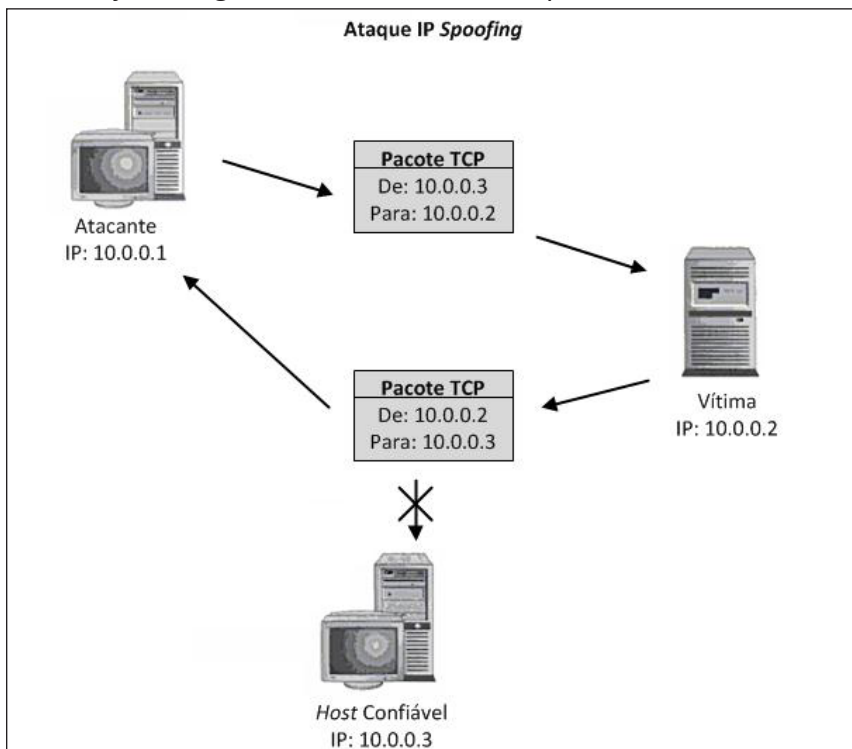 Ataque IP Spoofing
Atacante
IP: 10.0.0.1
Pacote TCP
De: 10.0.0.3
Para: 10.0.0.2
Vítima
IP: 10.0.0.2
Pacote TCP
De: 10.0.0.2
Para: 10.0.0.3
Host Confiável
IP: 10.0.0.3